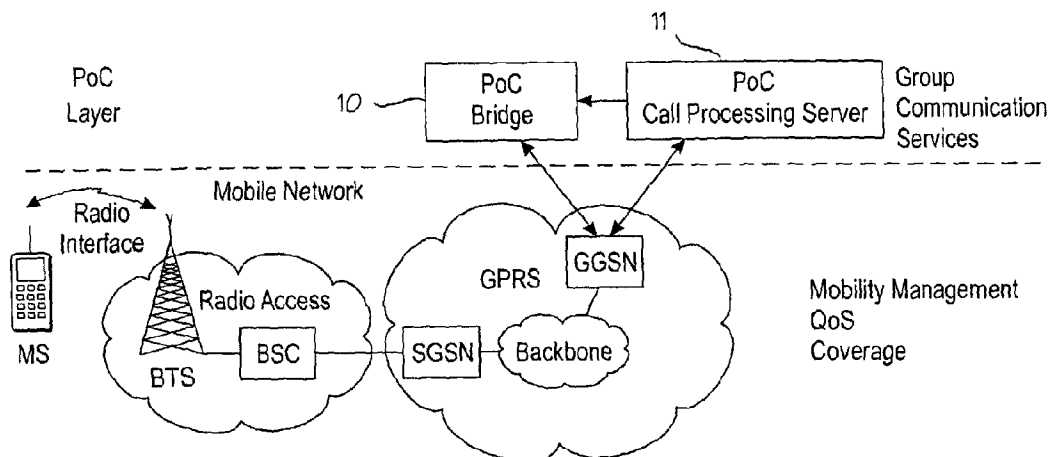 11
PoC
Layer
10
PoC
Bridge
PoC
Call Processing Server
Group
Communication
Services
Mobile Network
Radio
Interface
MS
Radio Access
BTS
BSC
GPRS
GGSN
SGSN
Backbone
Mobility Management
QoS
Coverage